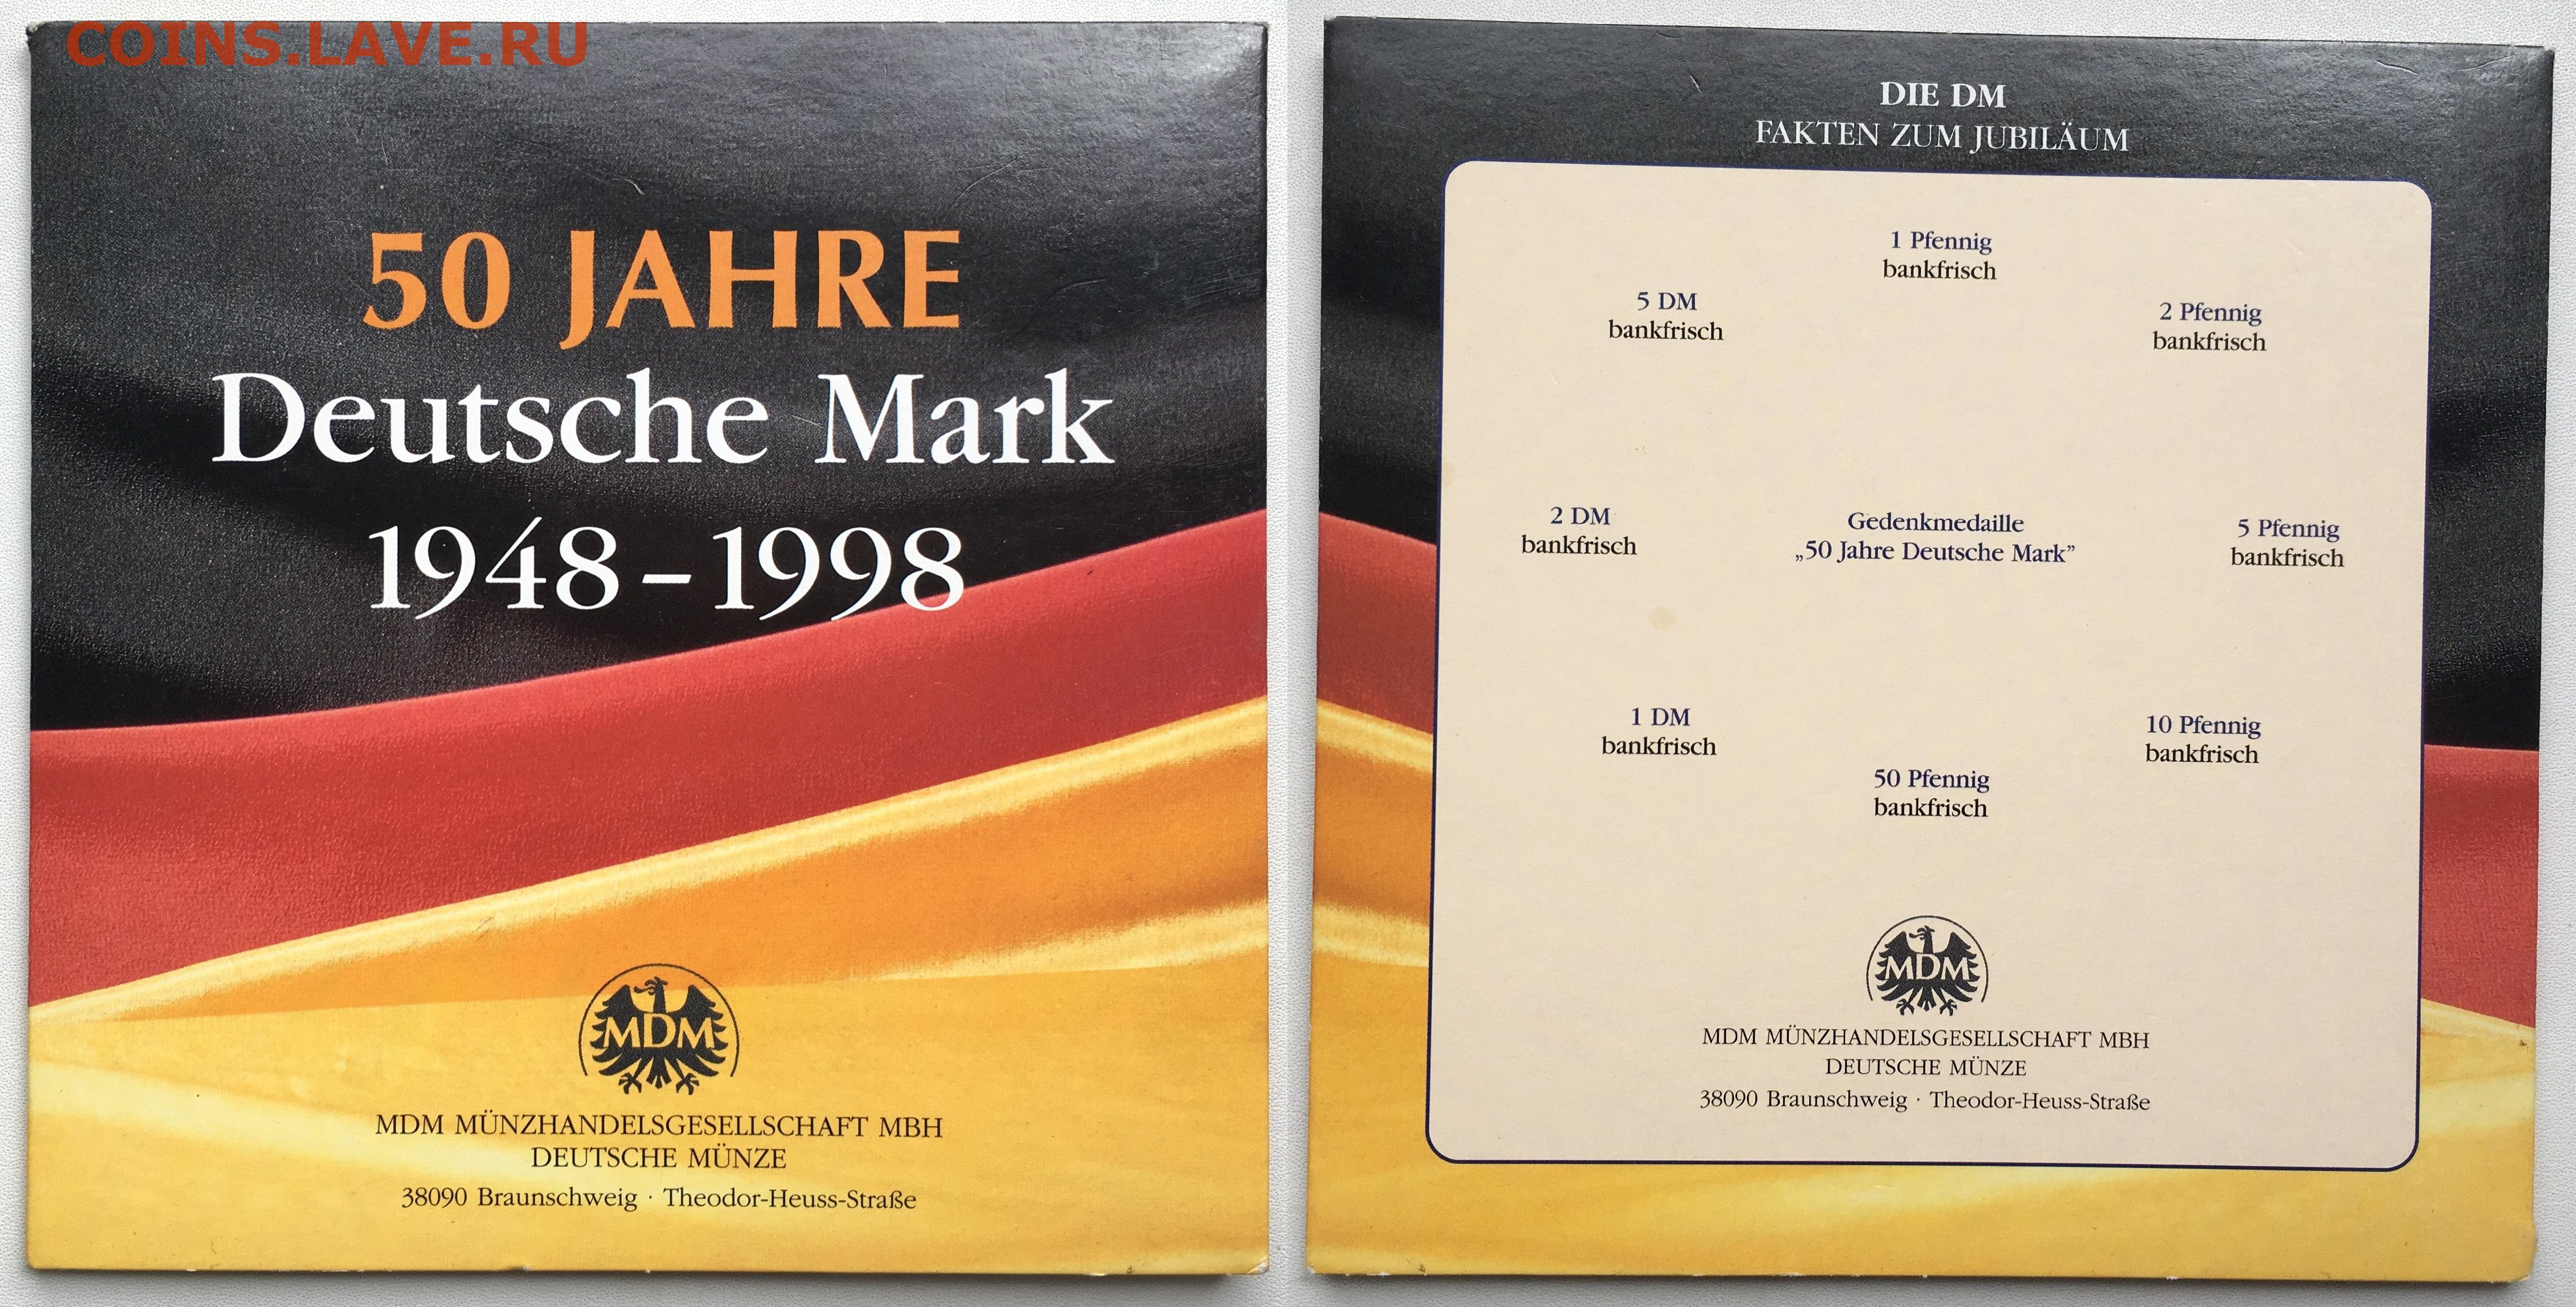 COINS.LAVE.RU
50 JAHRE
Deutsche Mark
1948–1998
MDM
MDM MÜNZHANDELSGESELLSCHAFT MBH
DEUTSCHE MÜNZE
38090 Braunschweig · Theodor-Heuss-Straße
DIE DM
FAKTEN ZUM JUBILÄUM
1 Pfennig
bankfrisch
5 DM
bankfrisch
2 Pfennig
bankfrisch
2 DM
bankfrisch
Gedenkmedaille
„50 Jahre Deutsche Mark”
5 Pfennig
bankfrisch
1 DM
bankfrisch
10 Pfennig
bankfrisch
50 Pfennig
bankfrisch
MDM
MDM MÜNZHANDELSGESELLSCHAFT MBH
DEUTSCHE MÜNZE
38090 Braunschweig · Theodor-Heuss-Straße